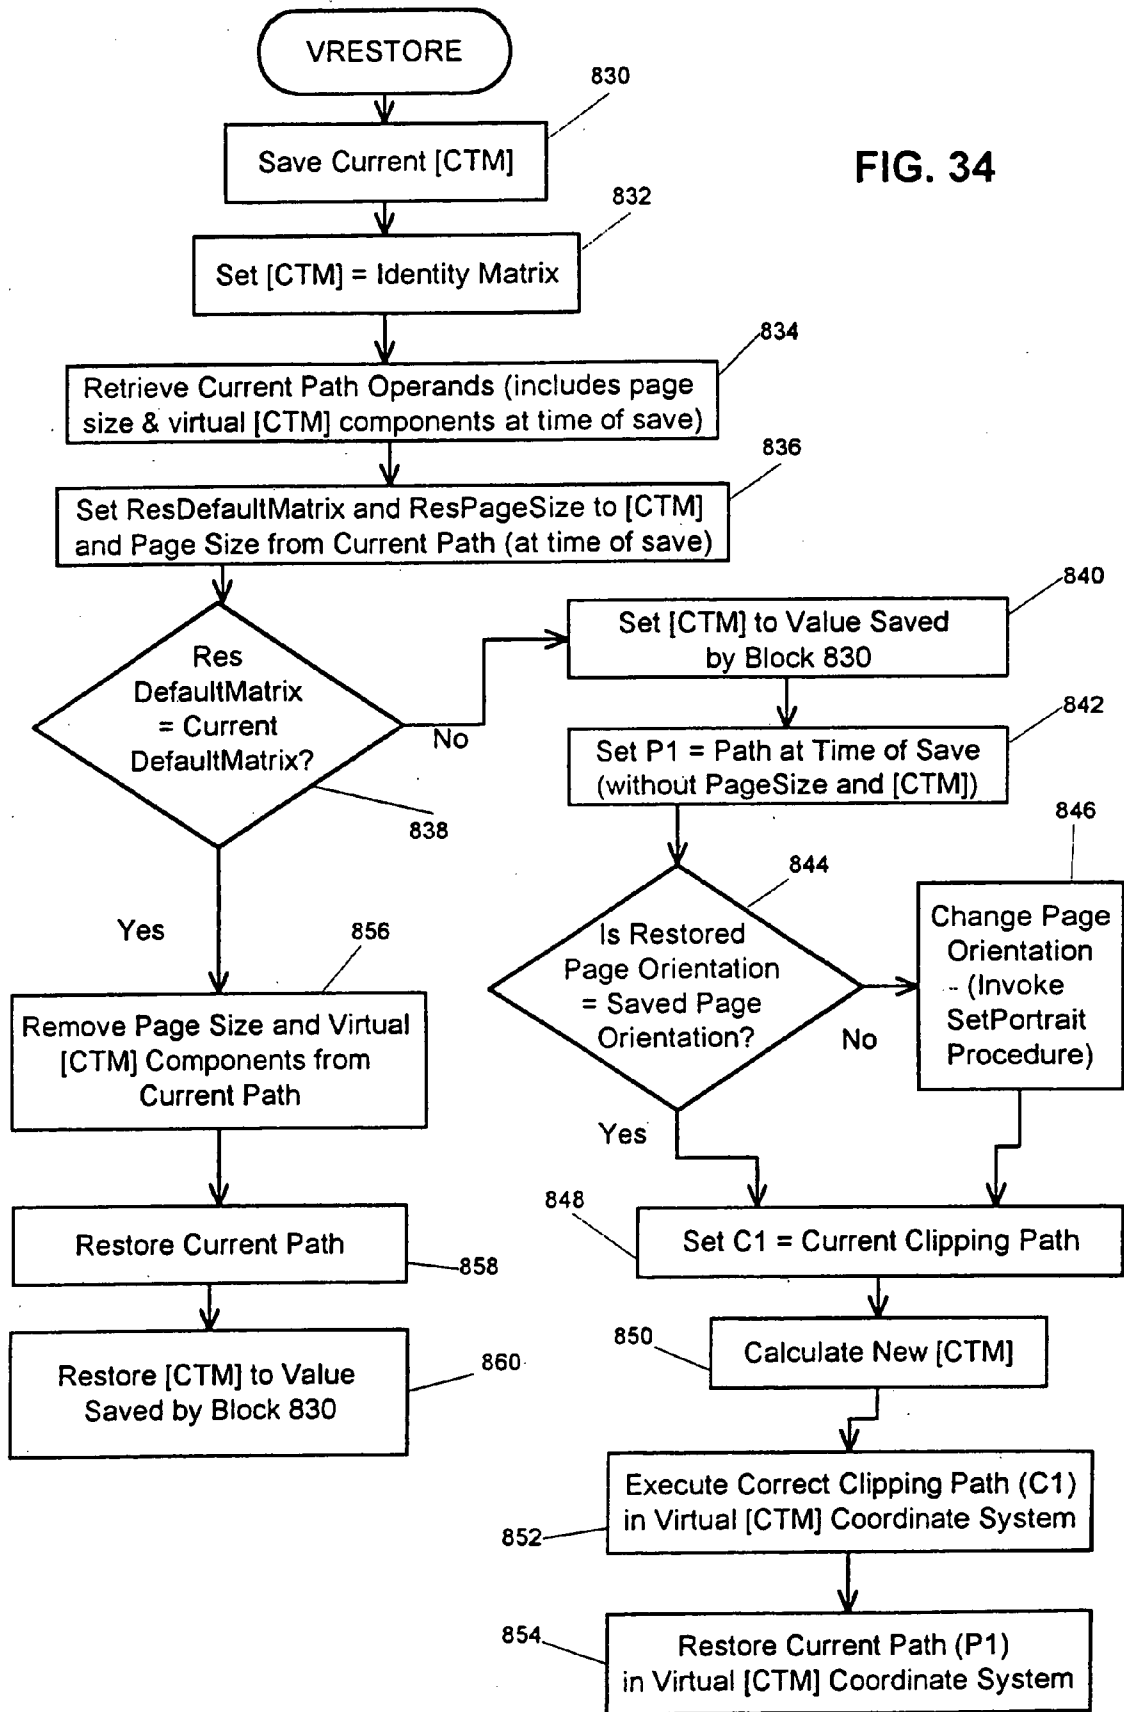 VRESTORE
830
Save Current [CTM]
FIG. 34
832
Set [CTM] = Identity Matrix
834
Retrieve Current Path Operands (includes page
size & virtual [CTM] components at time of save)
836
Set ResDefaultMatrix and ResPageSize to [CTM]
and Page Size from Current Path (at time of save)
840
Set [CTM] to Value Saved
by Block 830
Res
DefaultMatrix
= Current
DefaultMatrix?
No
838
842
Set P1 = Path at Time of Save
(without PageSize and [CTM])
846
844
Change Page
Orientation
-- (Invoke
SetPortrait
Procedure)
Is Restored
Page Orientation
= Saved Page
Orientation?
No
Yes
856
Remove Page Size and Virtual
[CTM] Components from
Current Path
Yes
848
Set C1 = Current Clipping Path
Restore Current Path
858
850
Calculate New [CTM]
860
Restore [CTM] to Value
Saved by Block 830
Execute Correct Clipping Path (C1)
in Virtual [CTM] Coordinate System
852
854
Restore Current Path (P1)
in Virtual [CTM] Coordinate System